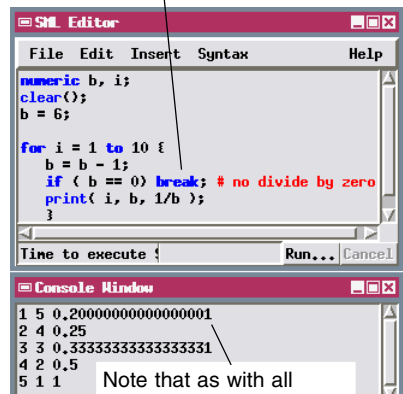 SML Editor
File Edit Insert Syntax Help
numeric b, i;
clear();
b = 6;
for i = 1 to 10 {
b = b - 1;
if ( b == 0) break; # no divide by zero
print( i, b, 1/b );
}
Time to execute
Run... Cancel
Console Window
1 5 0.20000000000000001
2 4 0.25
3 3 0.33333333333333331
4 2 0.5
5 1 1
Note that as with all